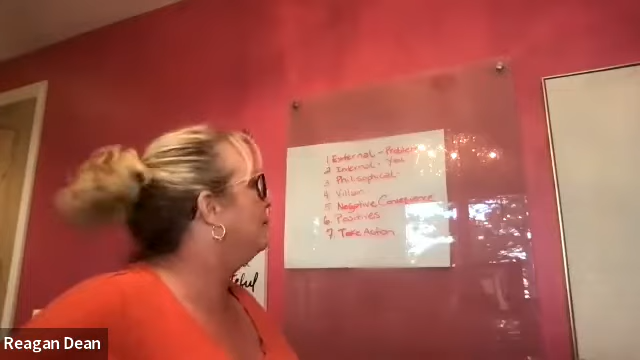 1 External - Problem
2 Internal - You
3 Philosophical
4 Villain
5 Negative Consequence
6 Positives
7 Take Action
Reagan Dean